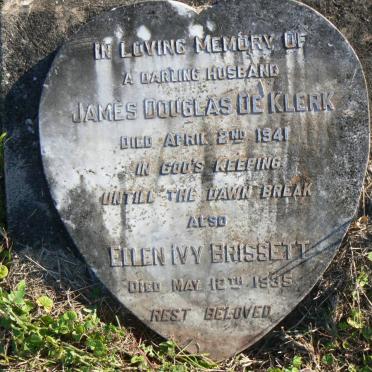 IN LOVING MEMORY OF
A DARLING HUSBAND
JAMES DOUGLAS DE KLERK
DIED APRIL 2ND 1941
IN GOD'S KEEPING
UNTILL THE DAWN BREAK
ALSO
ELLEN IVY BRISSETT
DIED MAY 12TH 1995
REST BELOVED